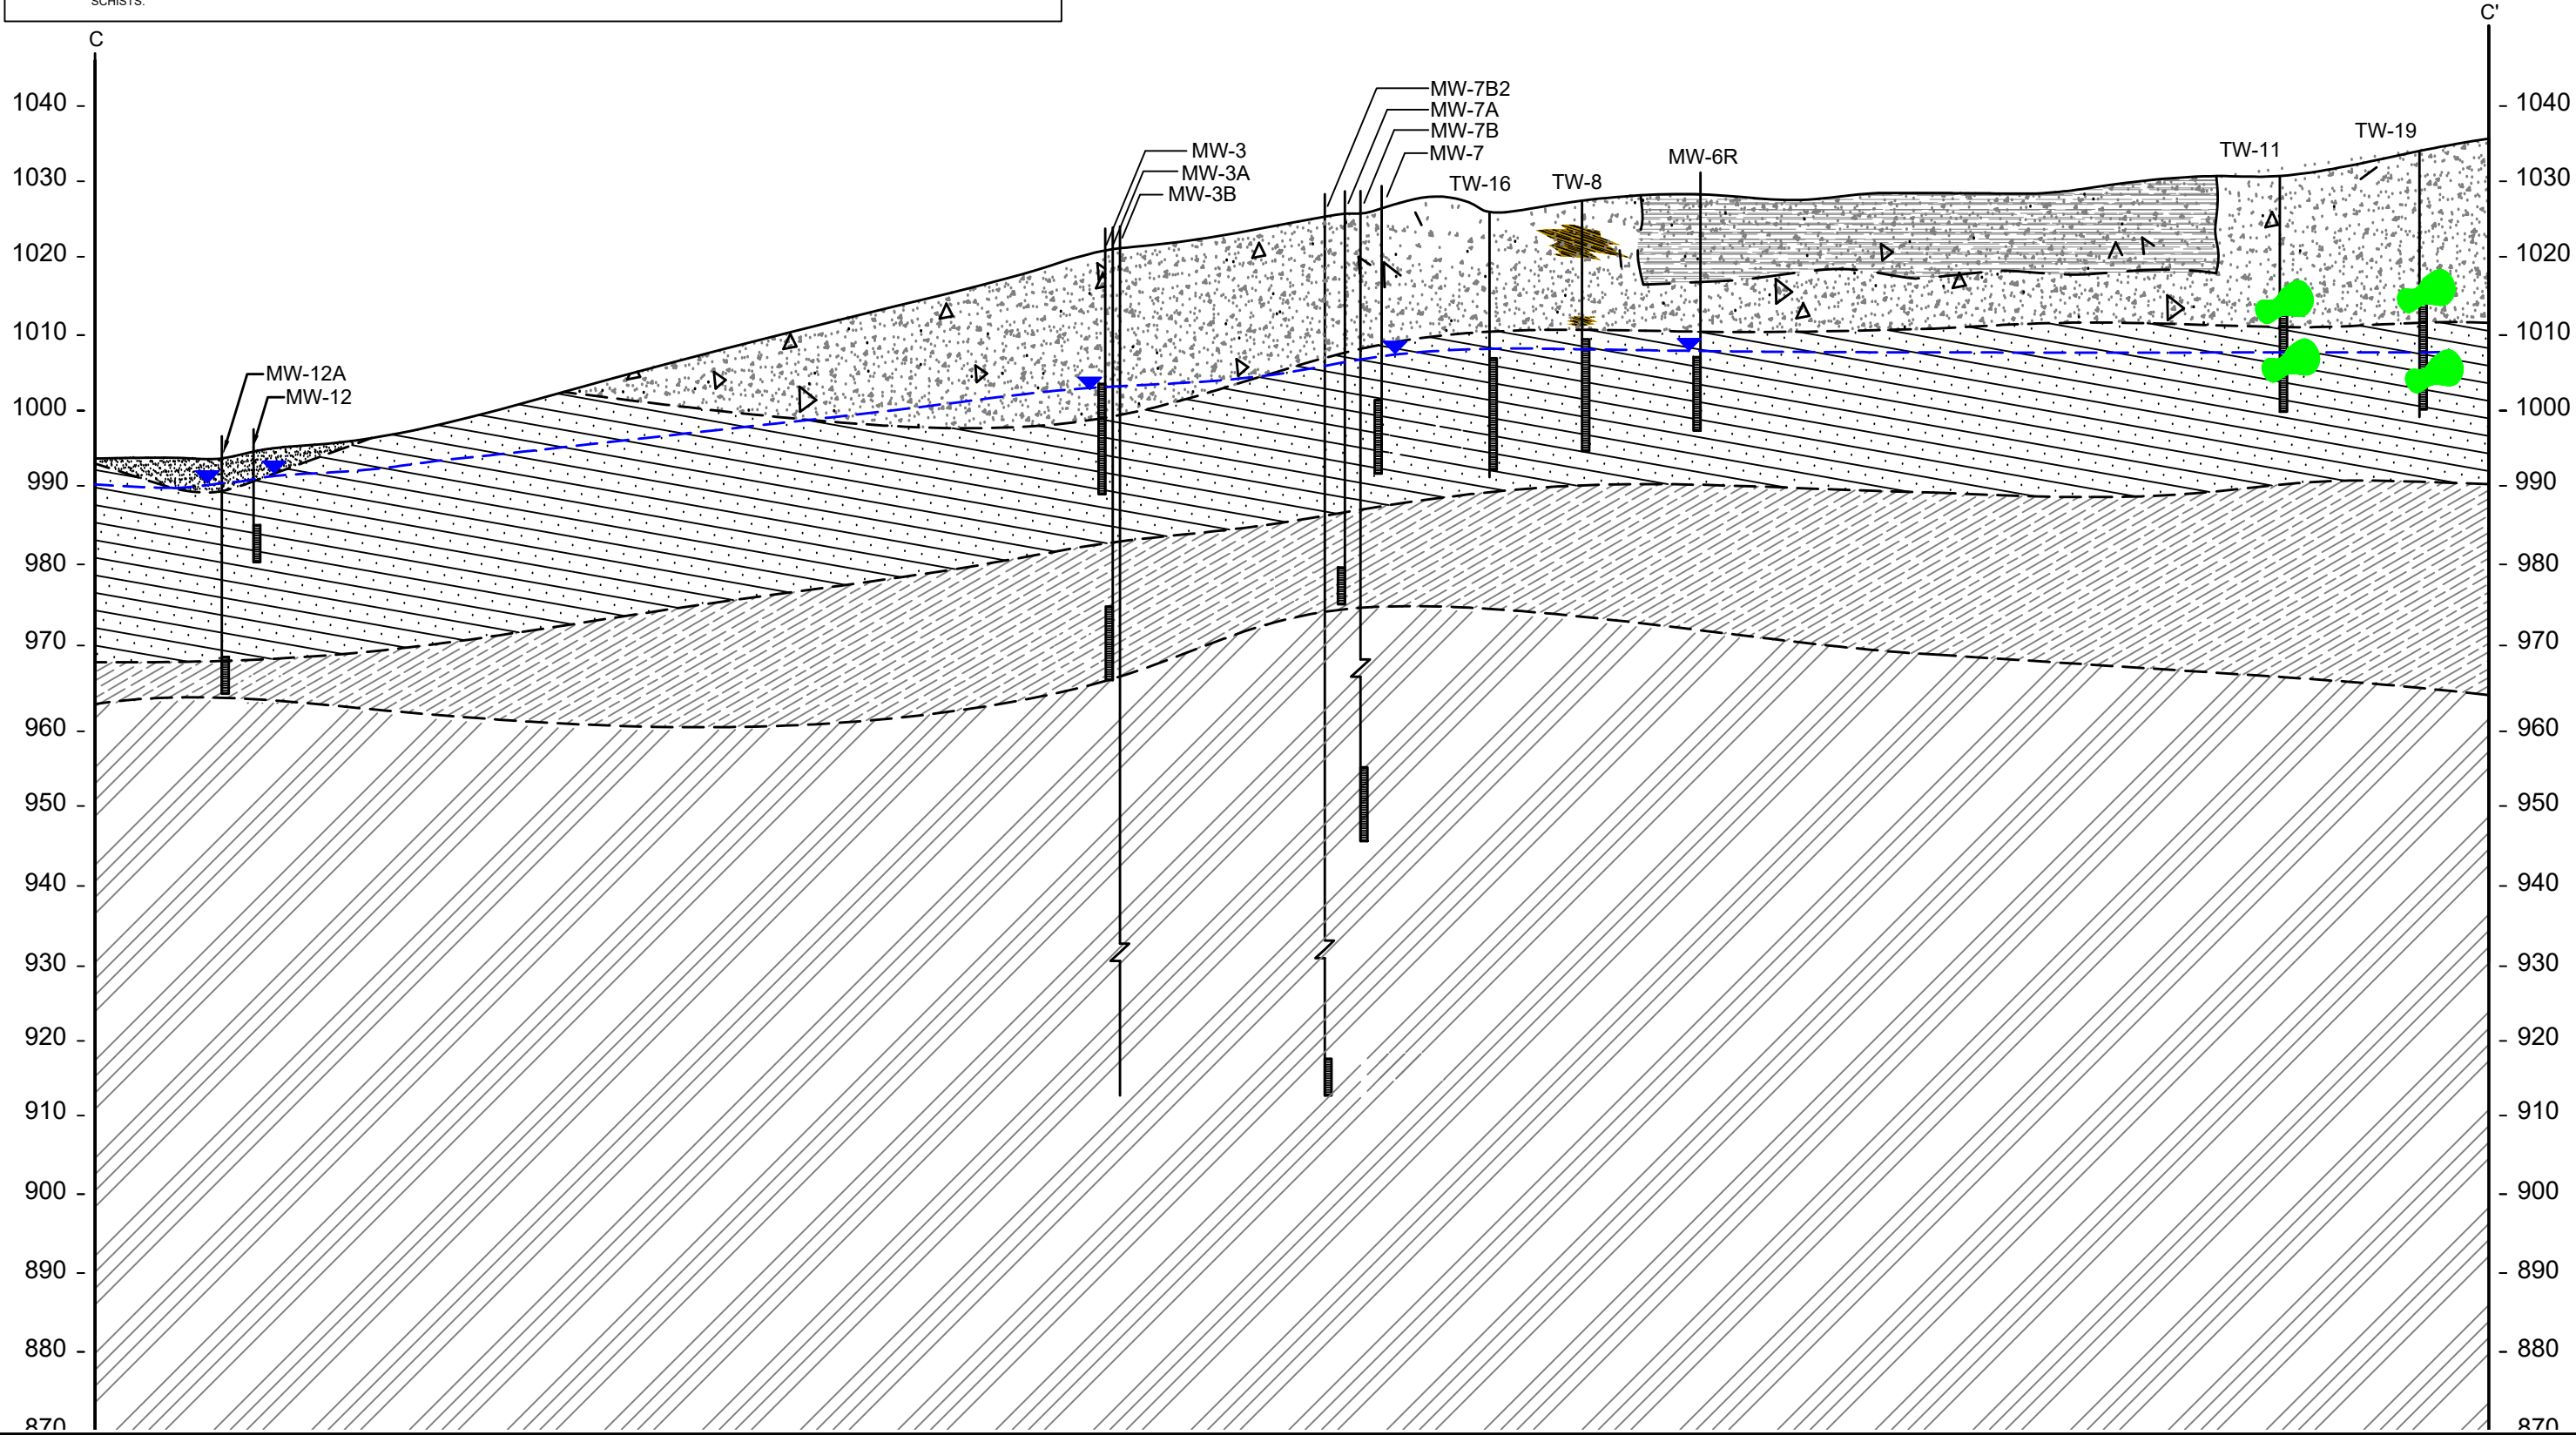 SCHISTS.
C
C'
1040 - - 1040
MW-7B2
MW-7A
MW-7B
MW-7
MW-3
MW-3A
MW-3B
TW-16
TW-8
MW-6R
TW-11
TW-19
1030 - - 1030
1020 - - 1020
1010 - - 1010
MW-12A
MW-12
1000 - - 1000
990 - - 990
980 - - 980
970 - - 970
960 - - 960
950 - - 950
940 - - 940
930 - - 930
920 - - 920
910 - - 910
900 - - 900
890 - - 890
880 - - 880
870 870